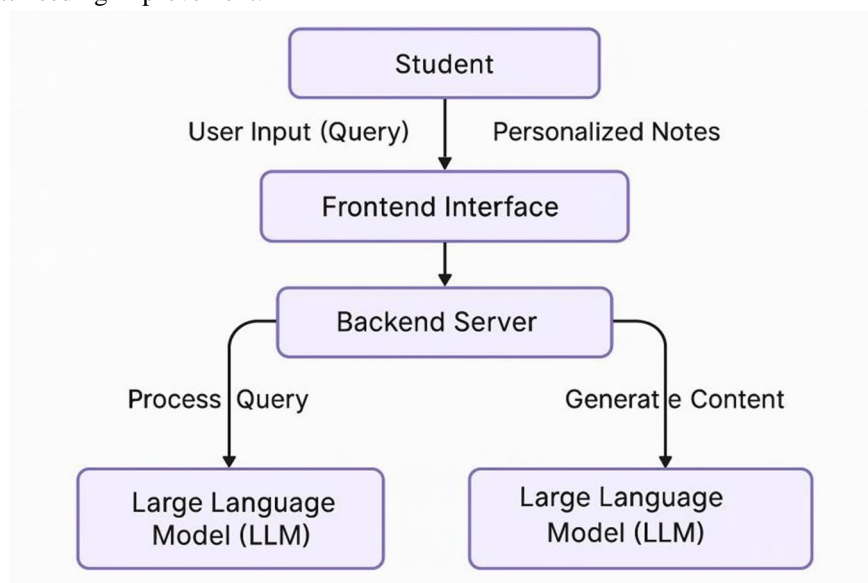 Student
User Input (Query)
Personalized Notes
Frontend Interface
Backend Server
Process Query
Generate Content
Large Language
Model (LLM)
Large Language
Model (LLM)